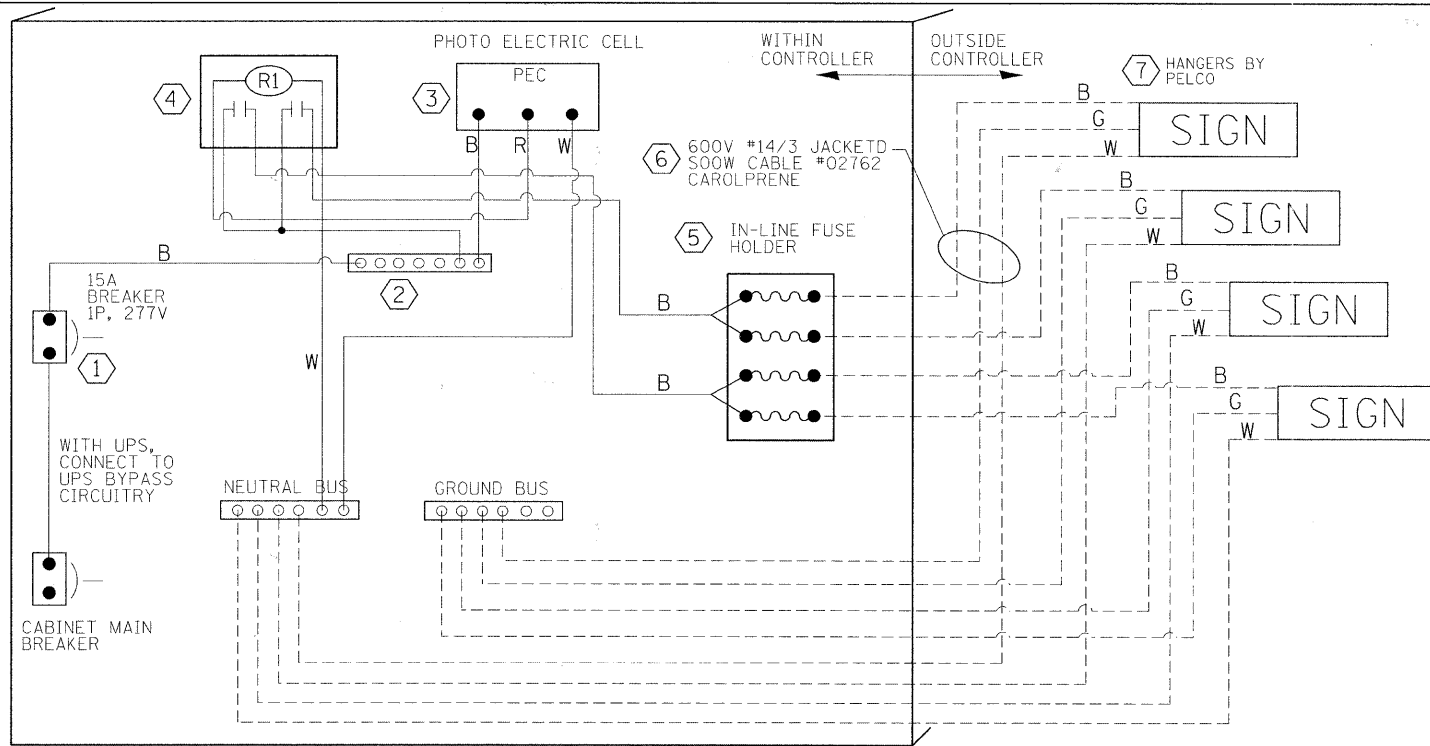 PHOTO ELECTRIC CELL
WITHIN
CONTROLLER
OUTSIDE
CONTROLLER
7
HANGERS BY
PELCO
4
R1
3
PEC
B
R
W
6
600V #14/3 JACKETD
SOOW CABLE #02762
CAROLPRENE
B
G
W
SIGN
B
G
W
SIGN
5
IN-LINE FUSE
HOLDER
B
2
15A
BREAKER
1P, 277V
1
W
B
B
B
G
W
SIGN
B
G
W
SIGN
WITH UPS,
CONNECT TO
UPS BYPASS
CIRCUITRY
NEUTRAL BUS
GROUND BUS
CABINET MAIN
BREAKER